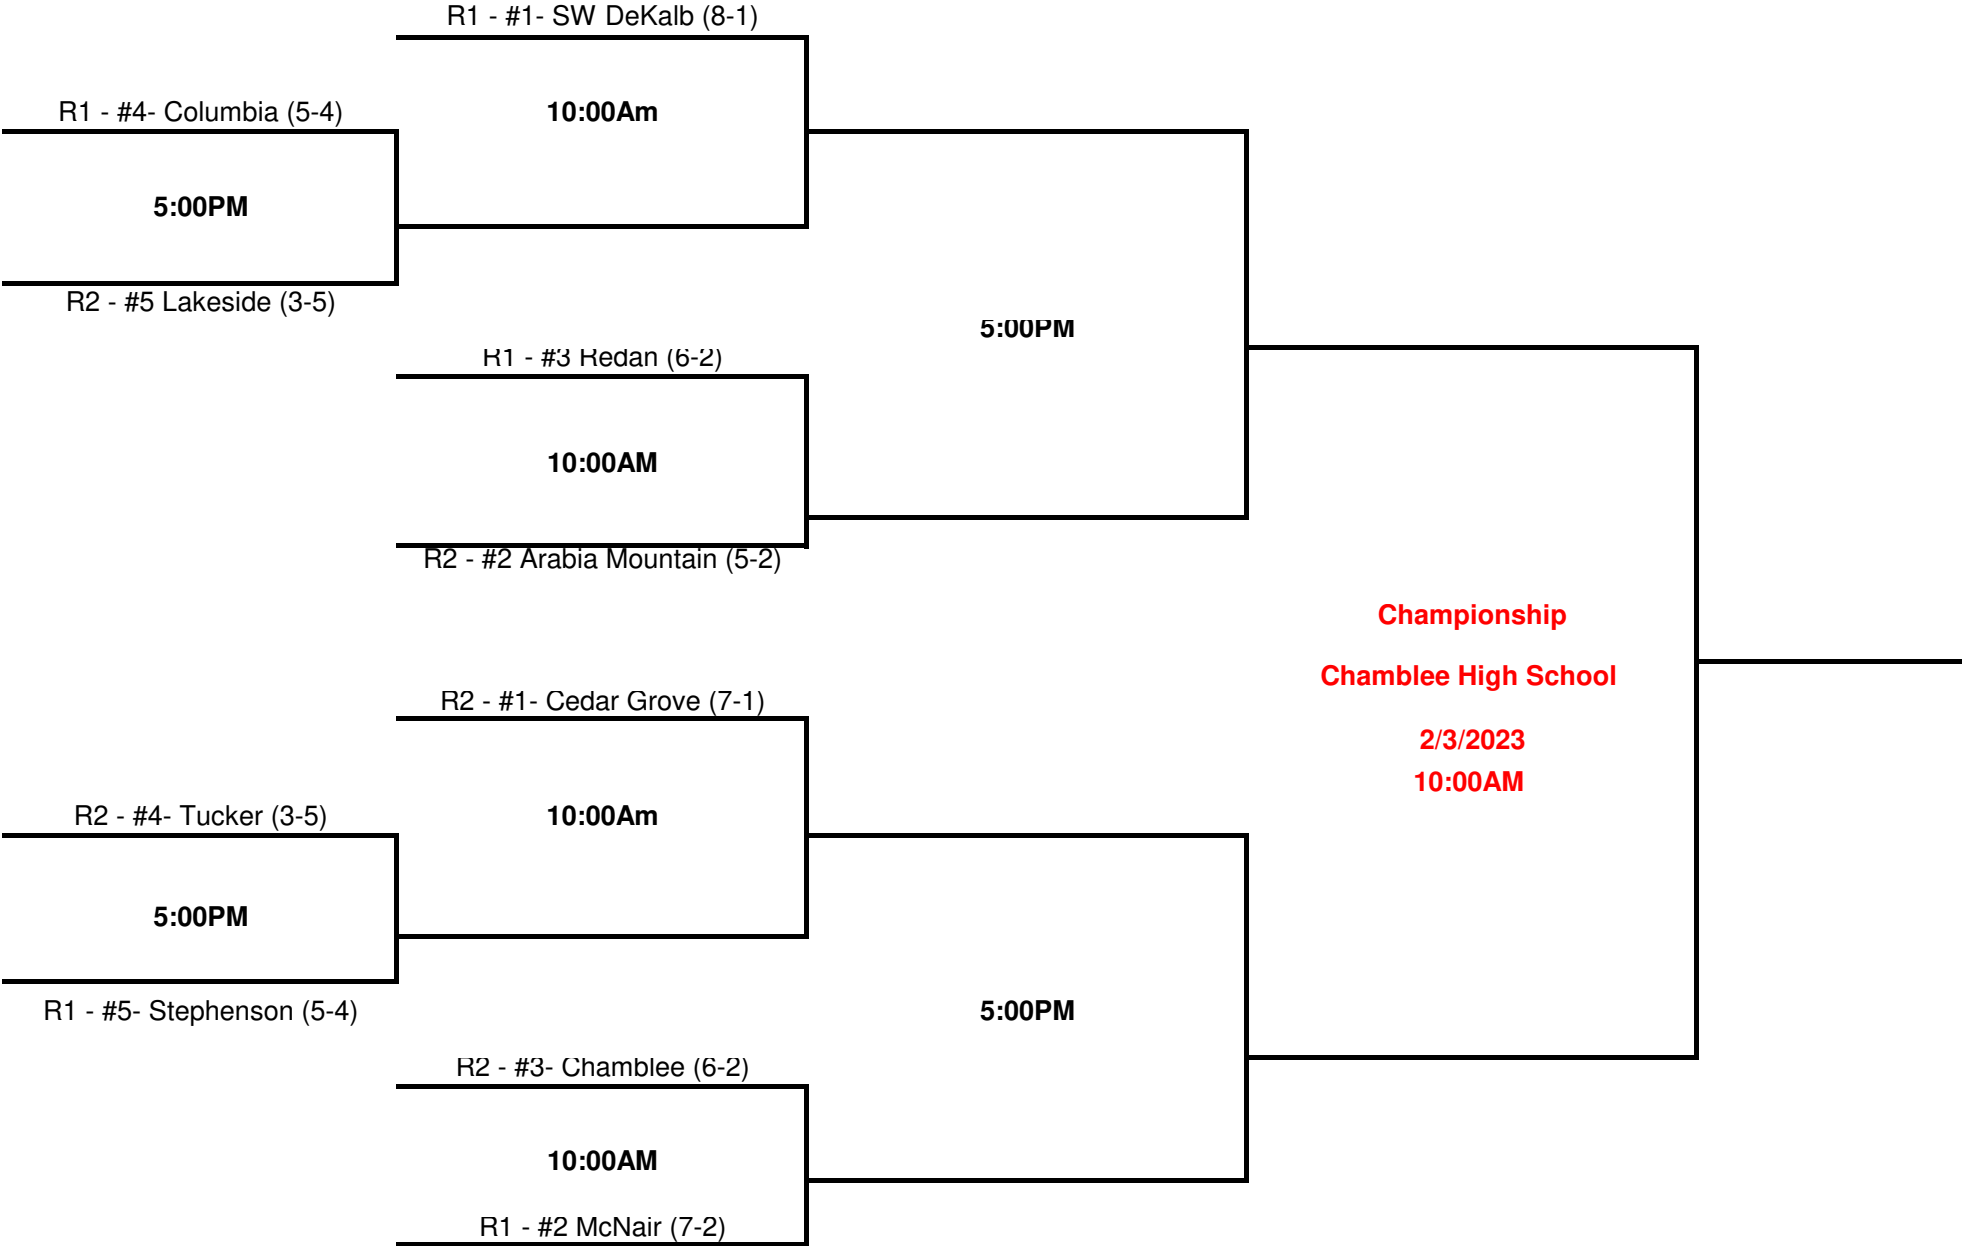 R1 - #1- SW DeKalb (8-1)
R1 - #4- Columbia (5-4)
10:00Am
5:00PM
R2 - #5 Lakeside (3-5)
5:00PM
R1 - #3 Redan (6-2)
10:00AM
R2 - #2 Arabia Mountain (5-2)
Championship
Chamblee High School
2/3/2023
10:00AM
R2 - #1- Cedar Grove (7-1)
R2 - #4- Tucker (3-5)
10:00Am
5:00PM
R1 - #5- Stephenson (5-4)
5:00PM
R2 - #3- Chamblee (6-2)
10:00AM
R1 - #2 McNair (7-2)